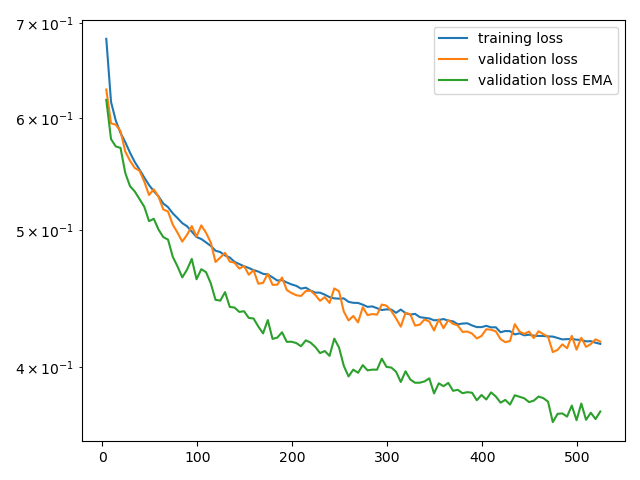 7 × 10⁻¹
6 × 10⁻¹
5 × 10⁻¹
4 × 10⁻¹
training loss
validation loss
validation loss EMA
0 100 200 300 400 500